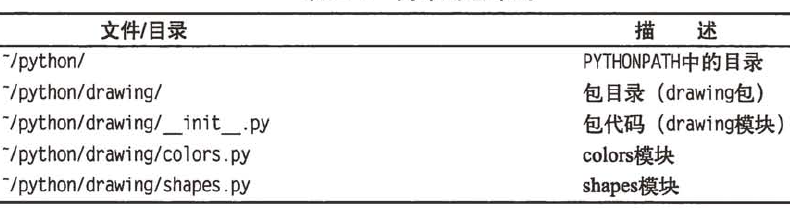 文件/目录 描 述
~/python/ PYTHONPATH中的目录
~/python/drawing/ 包目录（drawing包）
~/python/drawing/__init__.py 包代码（drawing模块）
~/python/drawing/colors.py colors模块
~/python/drawing/shapes.py shapes模块